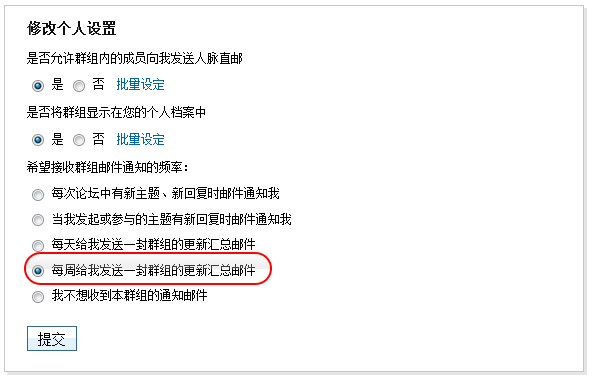 修改个人设置
是否允许群组内的成员向我发送人脉直邮
是 否 批量设定
是否将群组显示在您的个人档案中
是 否 批量设定
希望接收群组邮件通知的频率：
每次论坛中有新主题、新回复时邮件通知我
当我发起或参与的主题有新回复时邮件通知我
每天给我发送一封群组的更新汇总邮件
每周给我发送一封群组的更新汇总邮件
我不想收到本群组的通知邮件
提交